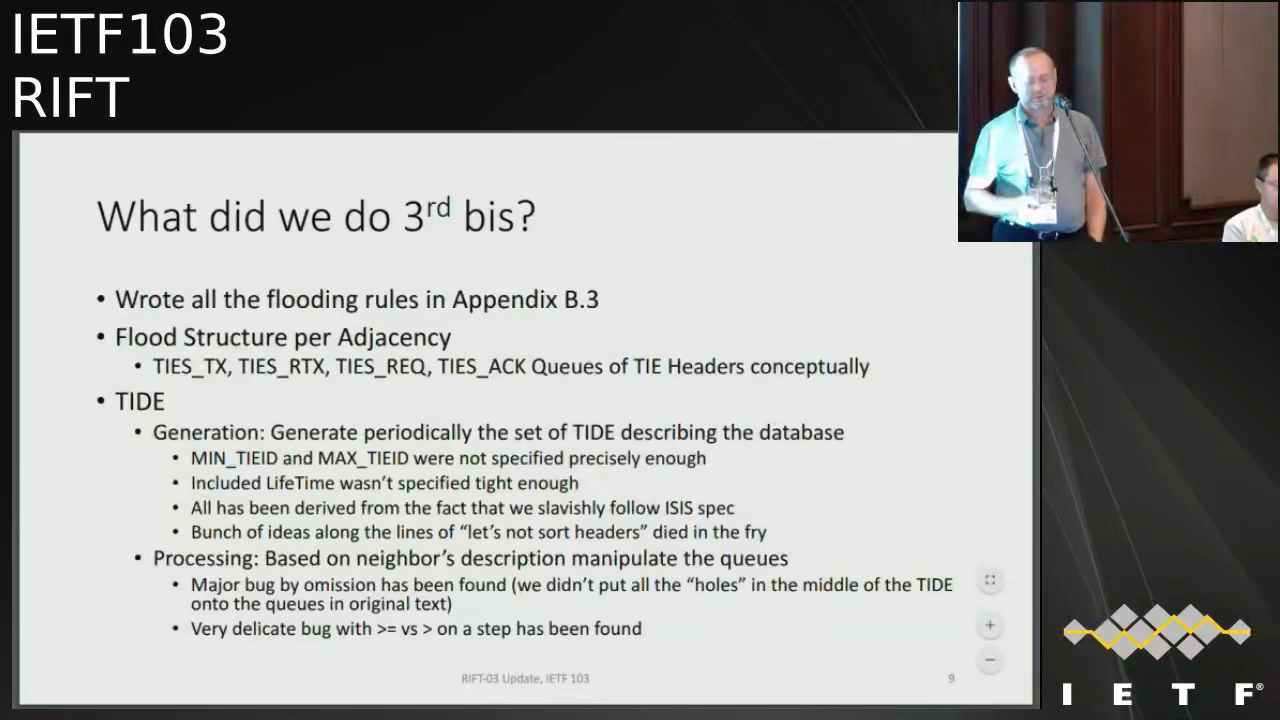 IETF103
RIFT
What did we do 3rd bis?
• Wrote all the flooding rules in Appendix B.3
• Flood Structure per Adjacency
• TIES_TX, TIES_RTX, TIES_REQ, TIES_ACK Queues of TIE Headers conceptually
• TIDE
• Generation: Generate periodically the set of TIDE describing the database
• MIN_TIEID and MAX_TIEID were not specified precisely enough
• Included LifeTime wasn’t specified tight enough
• All has been derived from the fact that we slavishly follow ISIS spec
• Bunch of ideas along the lines of “let’s not sort headers” died in the fry
• Processing: Based on neighbor’s description manipulate the queues
• Major bug by omission has been found (we didn’t put all the “holes” in the middle of the TIDE
onto the queues in original text)
• Very delicate bug with >= vs > on a step has been found
RIFT-03 Update, IETF 103
9
I E T F®